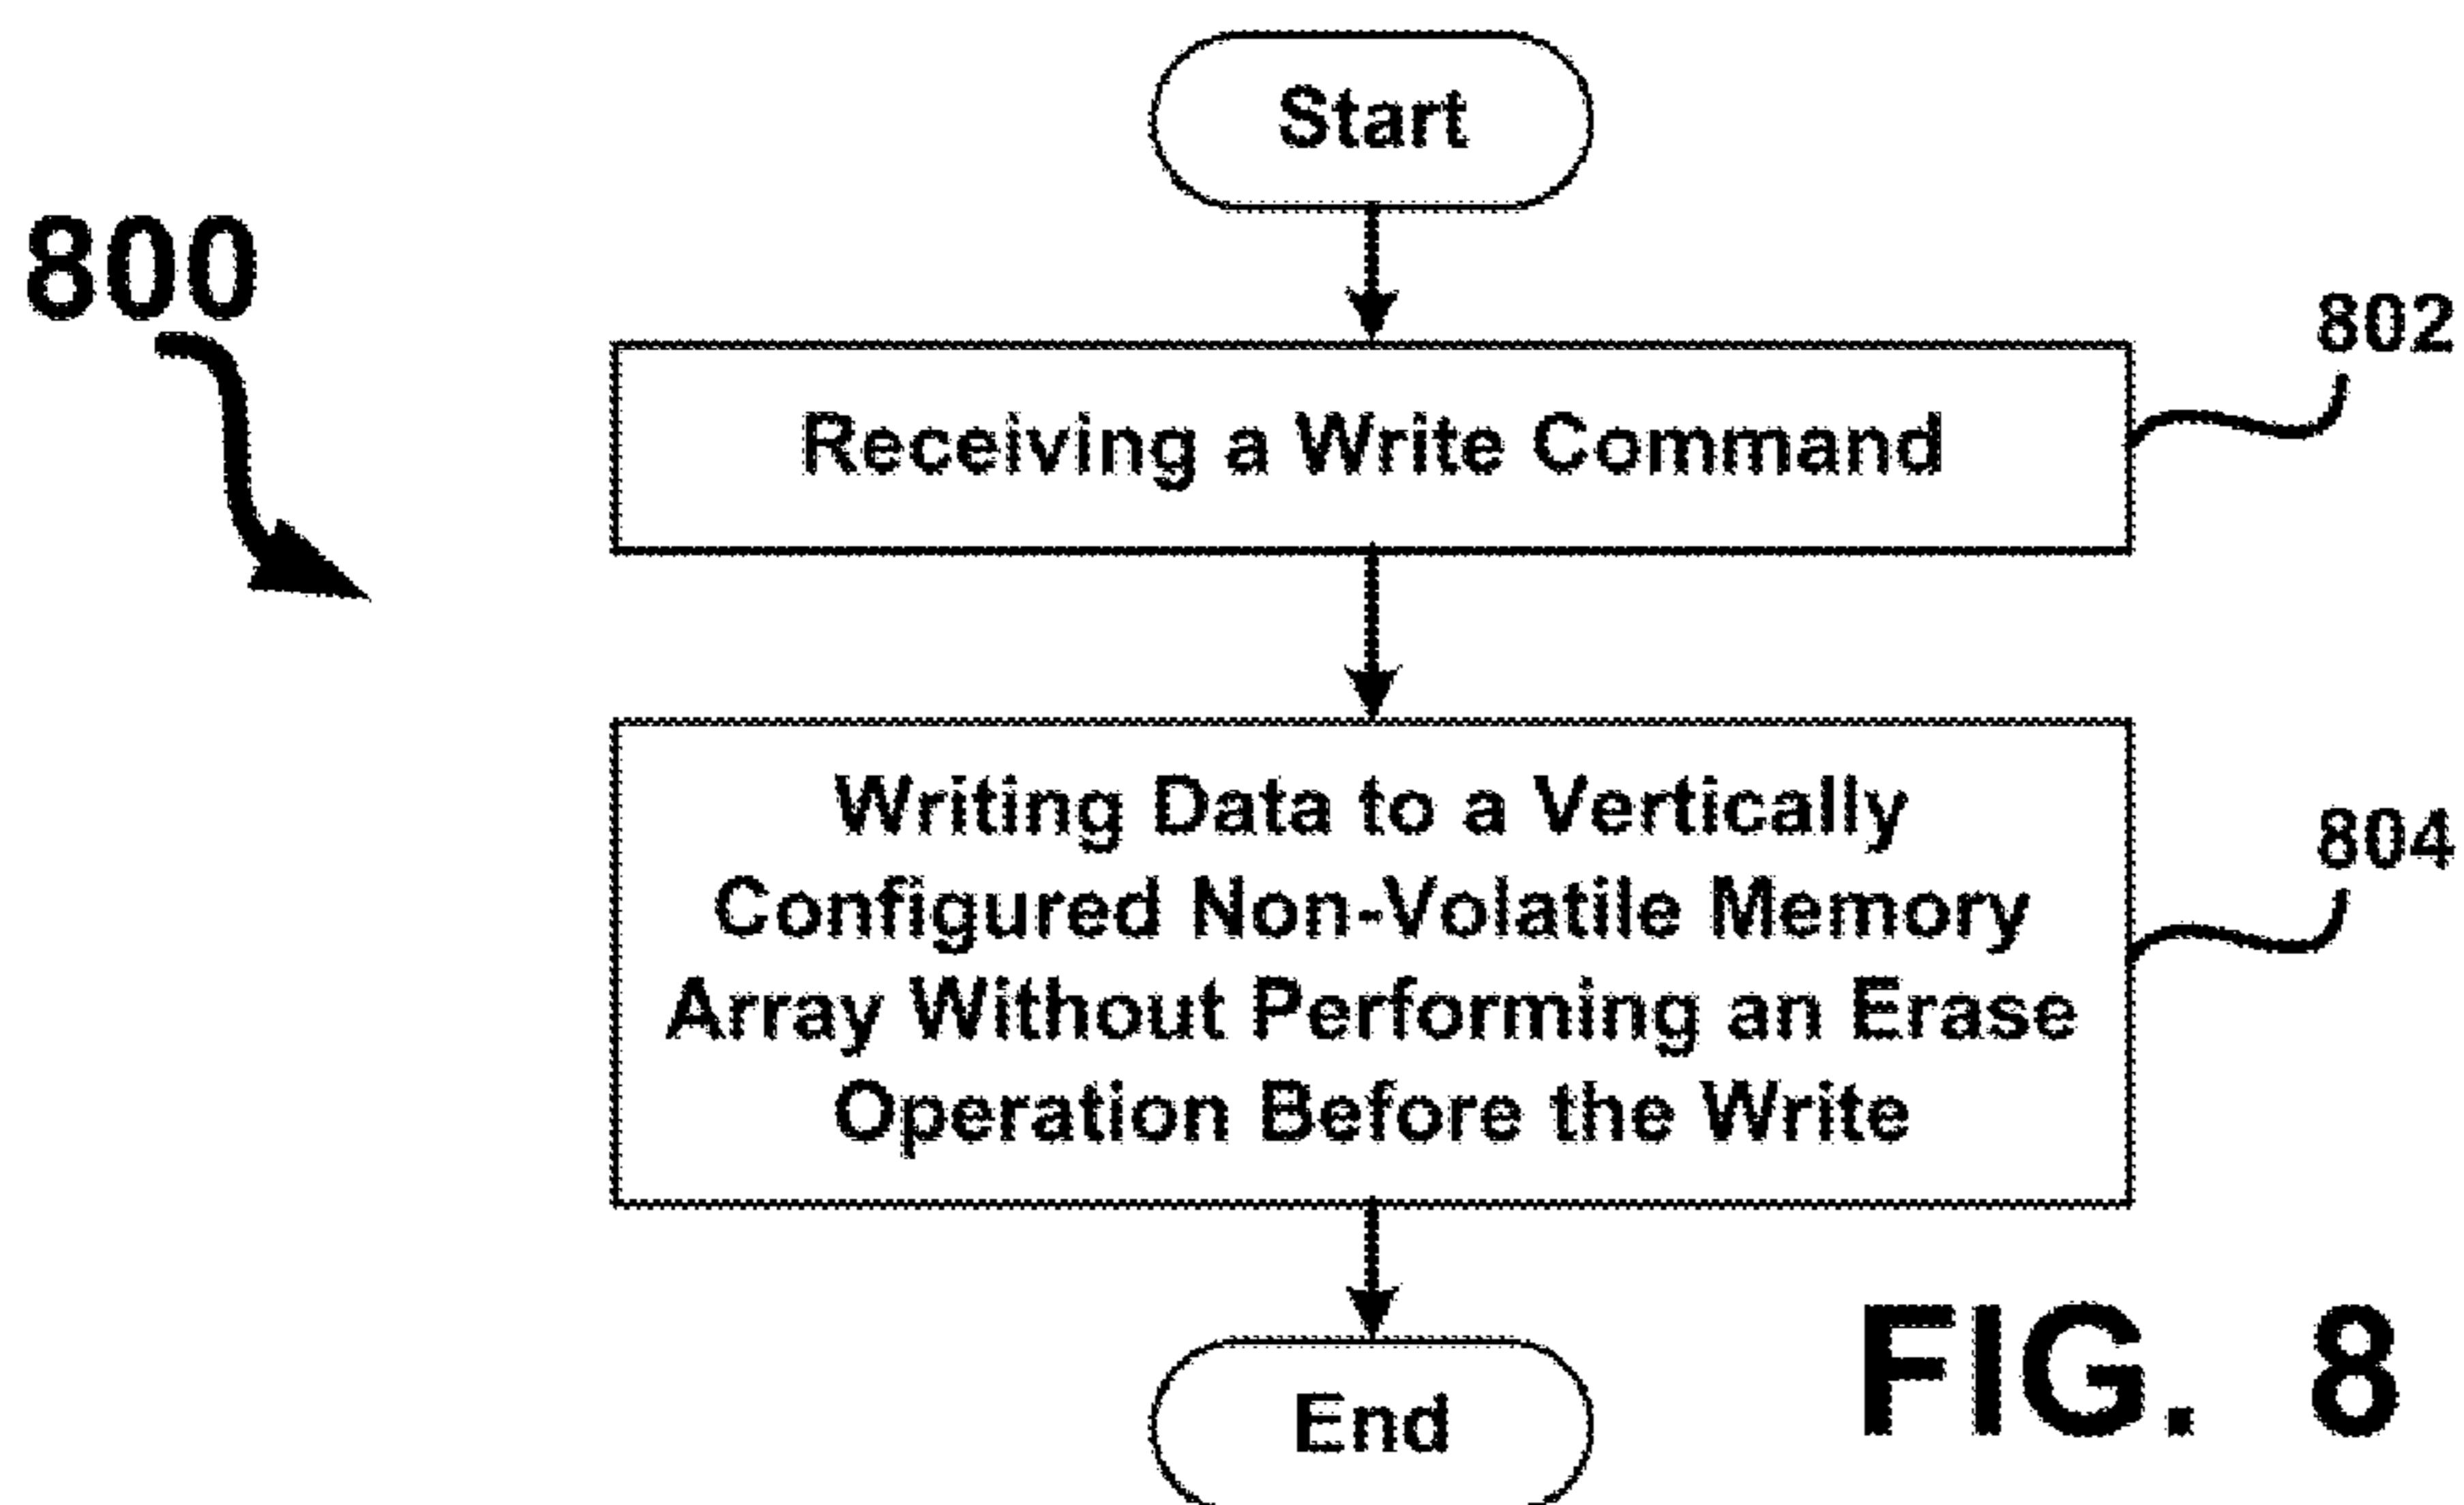 Start
800
802
Receiving a Write Command
Writing Data to a Vertically
Configured Non-Volatile Memory
Array Without Performing an Erase
Operation Before the Write
804
End
FIG. 8